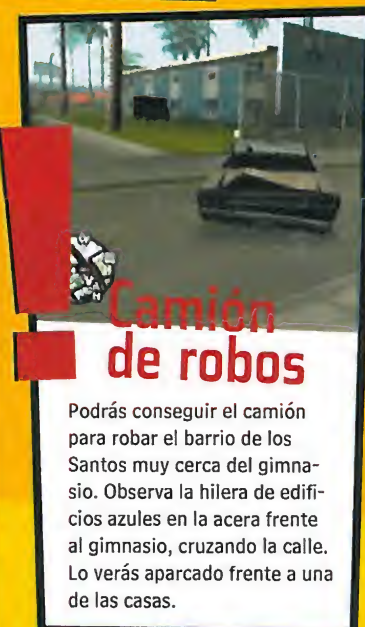 Camión
de robos
Podrás conseguir el camión
para robar el barrio de los
Santos muy cerca del gimna-
sio. Observa la hilera de edifi-
cios azules en la acera frente
al gimnasio, cruzando la calle.
Lo verás aparcado frente a una
de las casas.